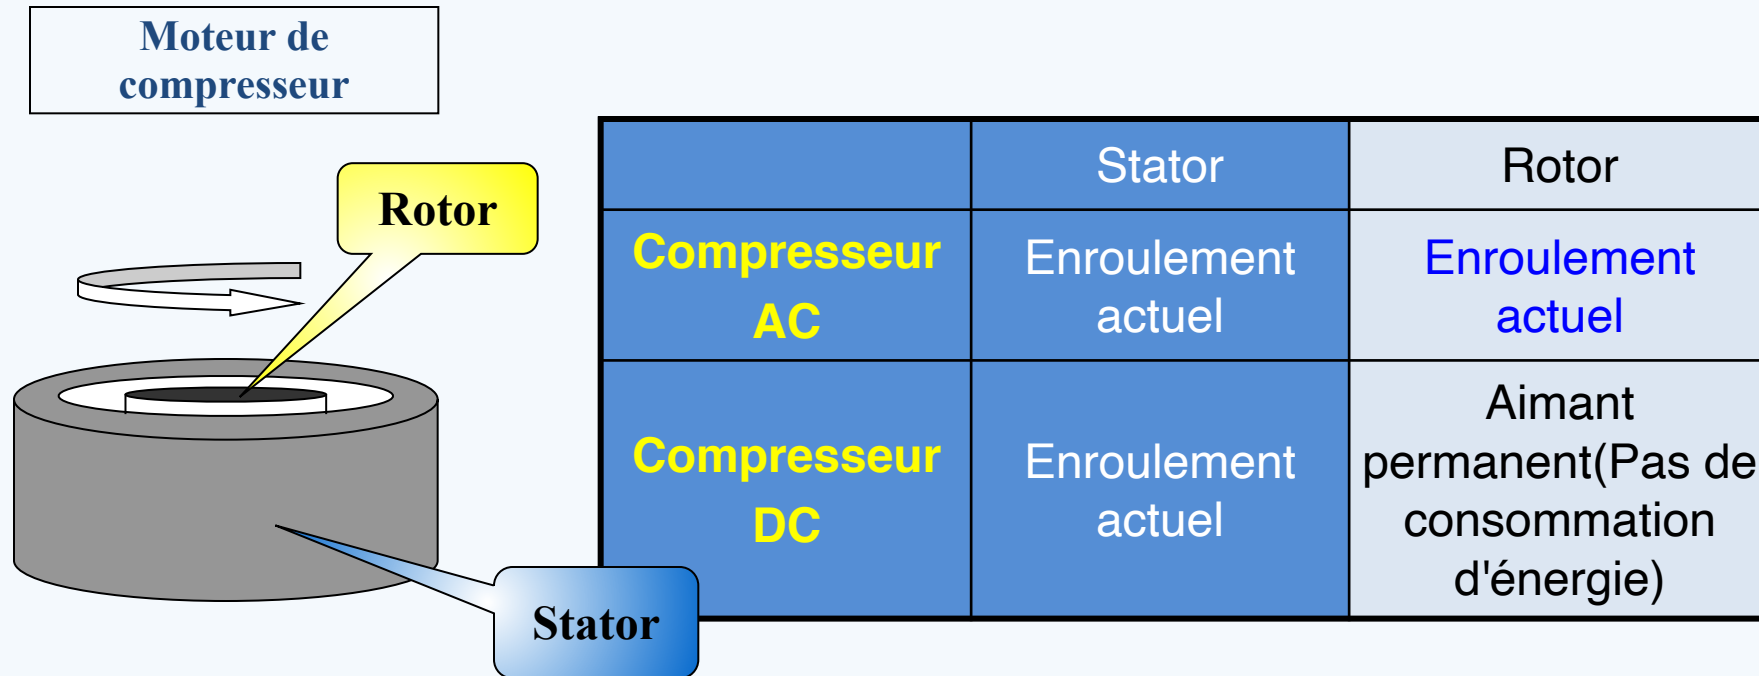 Moteur de
compresseur
Rotor
Stator
Stator
Rotor
Compresseur
AC
Enroulement
actuel
Enroulement
actuel
Compresseur
DC
Enroulement
actuel
Aimant
permanent(Pas de
consommation
d'énergie)